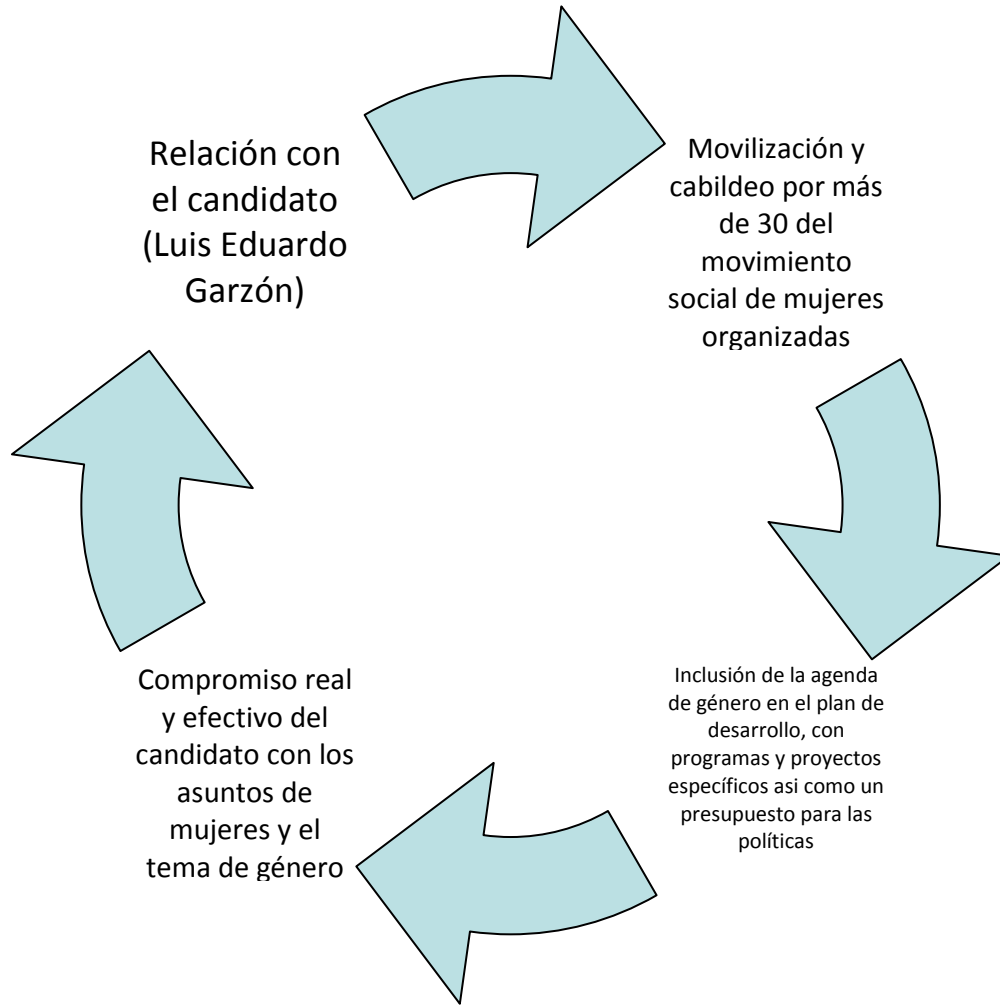 Relación con
el candidato
(Luis Eduardo
Garzón)
Movilización y
cabildeo por más
de 30 del
movimiento
social de mujeres
organizadas
Inclusión de la agenda
de género en el plan de
desarrollo, con
programas y proyectos
específicos asi como un
presupuesto para las
políticas
Compromiso real
y efectivo del
candidato con los
asuntos de
mujeres y el
tema de género